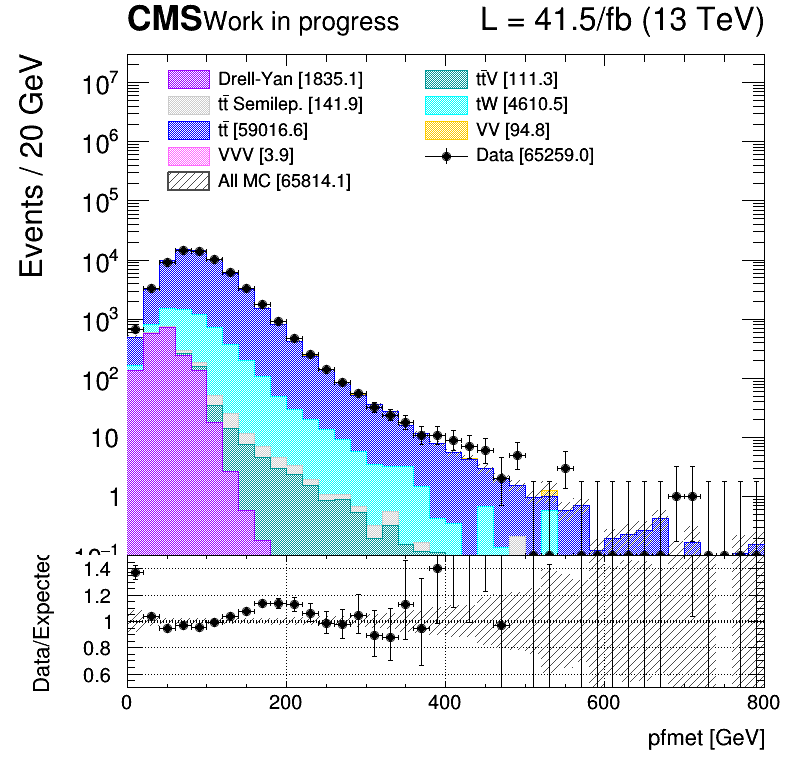 CMS Work in progress L = 41.5/fb (13 TeV)
Events / 20 GeV
Drell-Yan [1835.1]
tt̄ Semilep. [141.9]
tt̄ [59016.6]
VVV [3.9]
All MC [65814.1]
tt̄V [111.3]
tW [4610.5]
VV [94.8]
Data [65259.0]
10⁷
10⁶
10⁵
10⁴
10³
10²
10
1
10⁻¹
Data/Expected
1.4
1.2
1
0.8
0.6
0 200 400 600 800
pfmet [GeV]